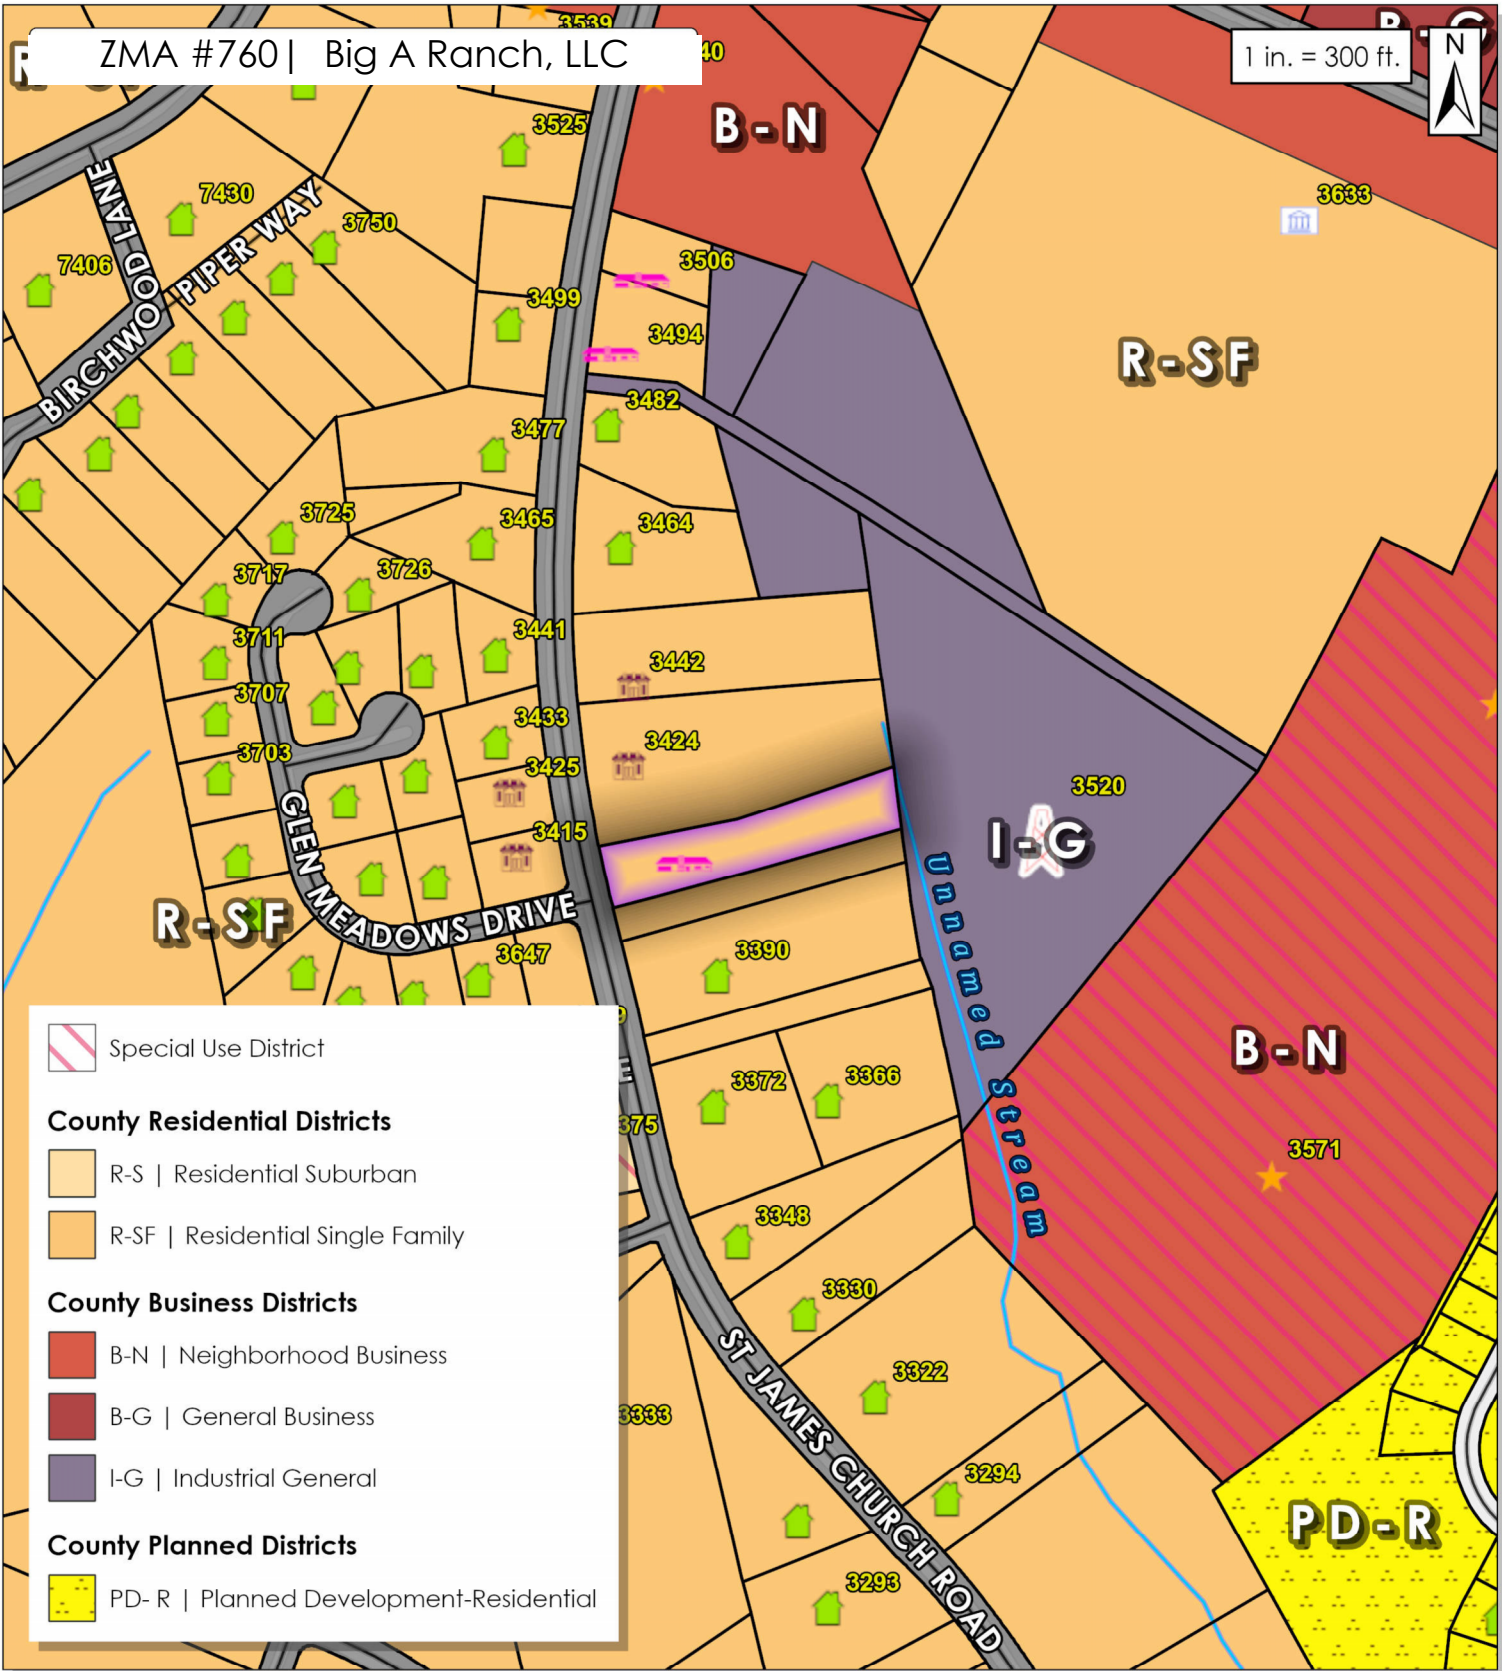 ZMA #760| Big A Ranch, LLC
1 in. = 300 ft.
N
B - G
3539
40
B - N
3525
3633
7430
3750
7406
BIRCHWOOD LANE
PIPER WAY
3506
3499
3494
R - SF
3482
3477
3725
3465
3464
3717
3726
3711
3441
3442
3707
3433
3424
3703
3425
3520
3415
I - G
GLEN MEADOWS DRIVE
R - SF
3390
3647
Unnamed Stream
9
E
B - N
3372
3366
375
3571
3348
3330
3322
ST JAMES CHURCH ROAD
3333
3294
PD - R
3293
Special Use District
County Residential Districts
R-S | Residential Suburban
R-SF | Residential Single Family
County Business Districts
B-N | Neighborhood Business
B-G | General Business
I-G | Industrial General
County Planned Districts
PD- R | Planned Development-Residential